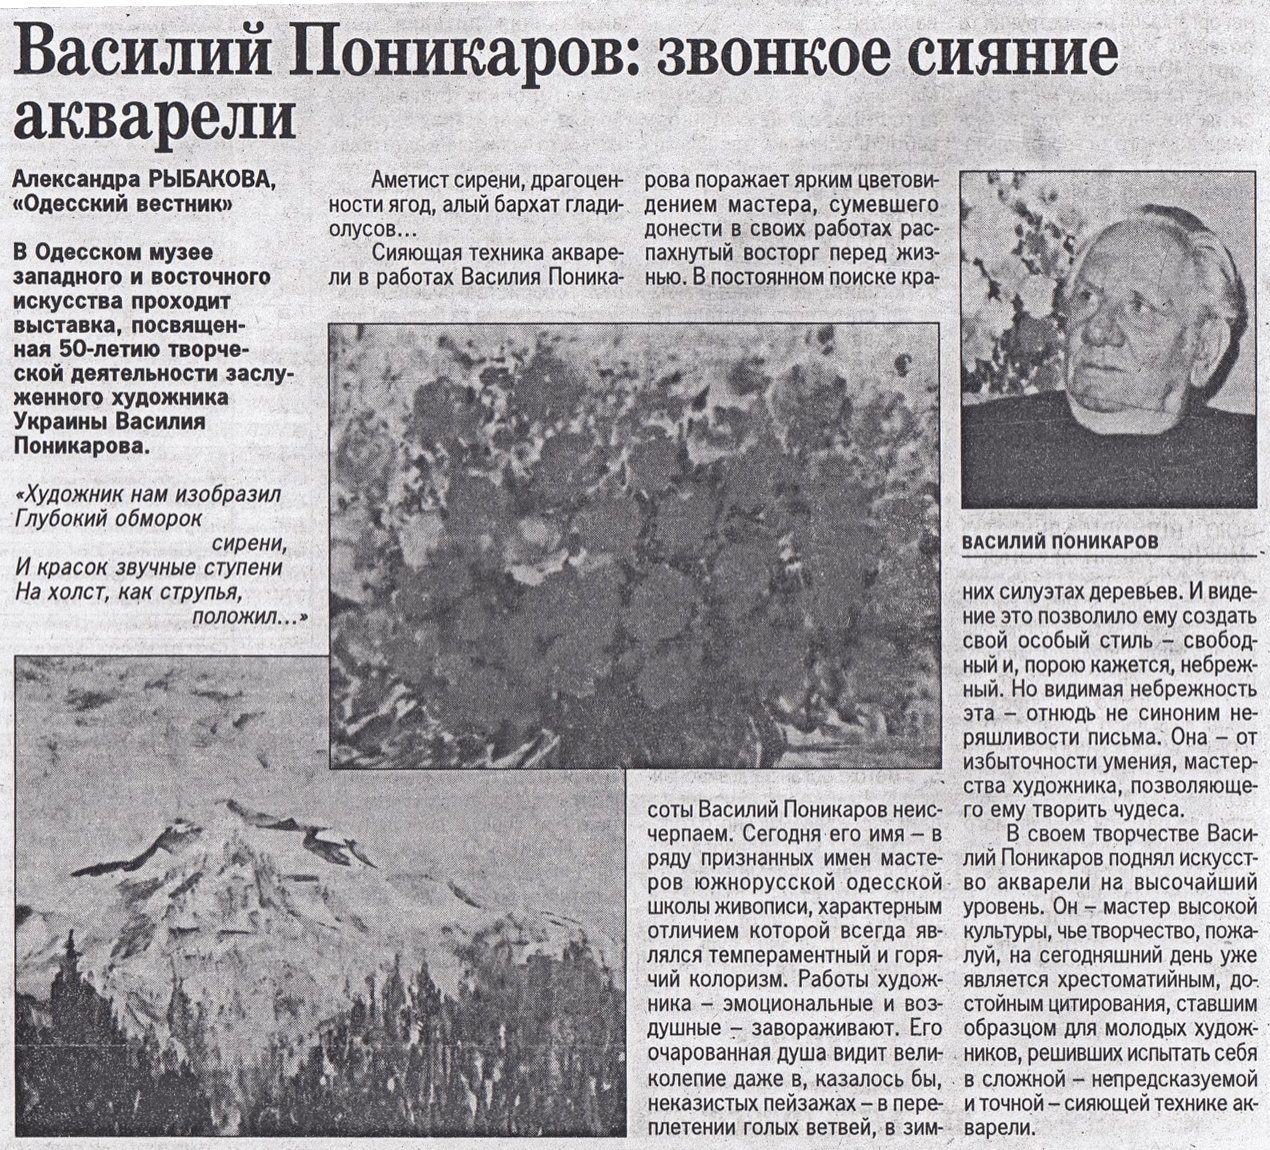 Василий Поникаров: звонкое сияние
акварели
Александра РЫБАКОВА,
«Одесский вестник»
В Одесском музее
западного и восточного
искусства проходит
выставка, посвящен-
ная 50-летию творче-
ской деятельности заслу-
женного художника
Украины Василия
Поникарова.
«Художник нам изобразил
Глубокий обморок
сирени,
И красок звучные ступени
На холст, как струпья,
положил...»
Аметист сирени, драгоцен-
ности ягод, алый бархат глади-
олусов...
Сияющая техника акваре-
ли в работах Василия Поника-
рова поражает ярким цветови-
дением мастера, сумевшего
донести в своих работах рас-
пахнутый восторг перед жиз-
нью. В постоянном поиске кра-
соты Василий Поникаров неис-
черпаем. Сегодня его имя – в
ряду признанных имен масте-
ров южнорусской одесской
школы живописи, характерным
отличием которой всегда яв-
лялся темпераментный и горя-
чий колоризм. Работы худож-
ника – эмоциональные и воз-
душные – завораживают. Его
очарованная душа видит вели-
колепие даже в, казалось бы,
неказистых пейзажах – в пере-
плетении голых ветвей, в зим-
ВАСИЛИЙ ПОНИКАРОВ
них силуэтах деревьев. И виде-
ние это позволило ему создать
свой особый стиль – свобод-
ный и, порою кажется, небреж-
ный. Но видимая небрежность
эта – отнюдь не синоним не-
ряшливости письма. Она – от
избыточности умения, мастер-
ства художника, позволяюще-
го ему творить чудеса.
В своем творчестве Васи-
лий Поникаров поднял искусст-
во акварели на высочайший
уровень. Он – мастер высокой
культуры, чье творчество, пожа-
луй, на сегодняшний день уже
является хрестоматийным, до-
стойным цитирования, ставшим
образцом для молодых худож-
ников, решивших испытать себя
в сложной – непредсказуемой
и точной – сияющей технике ак-
варели.